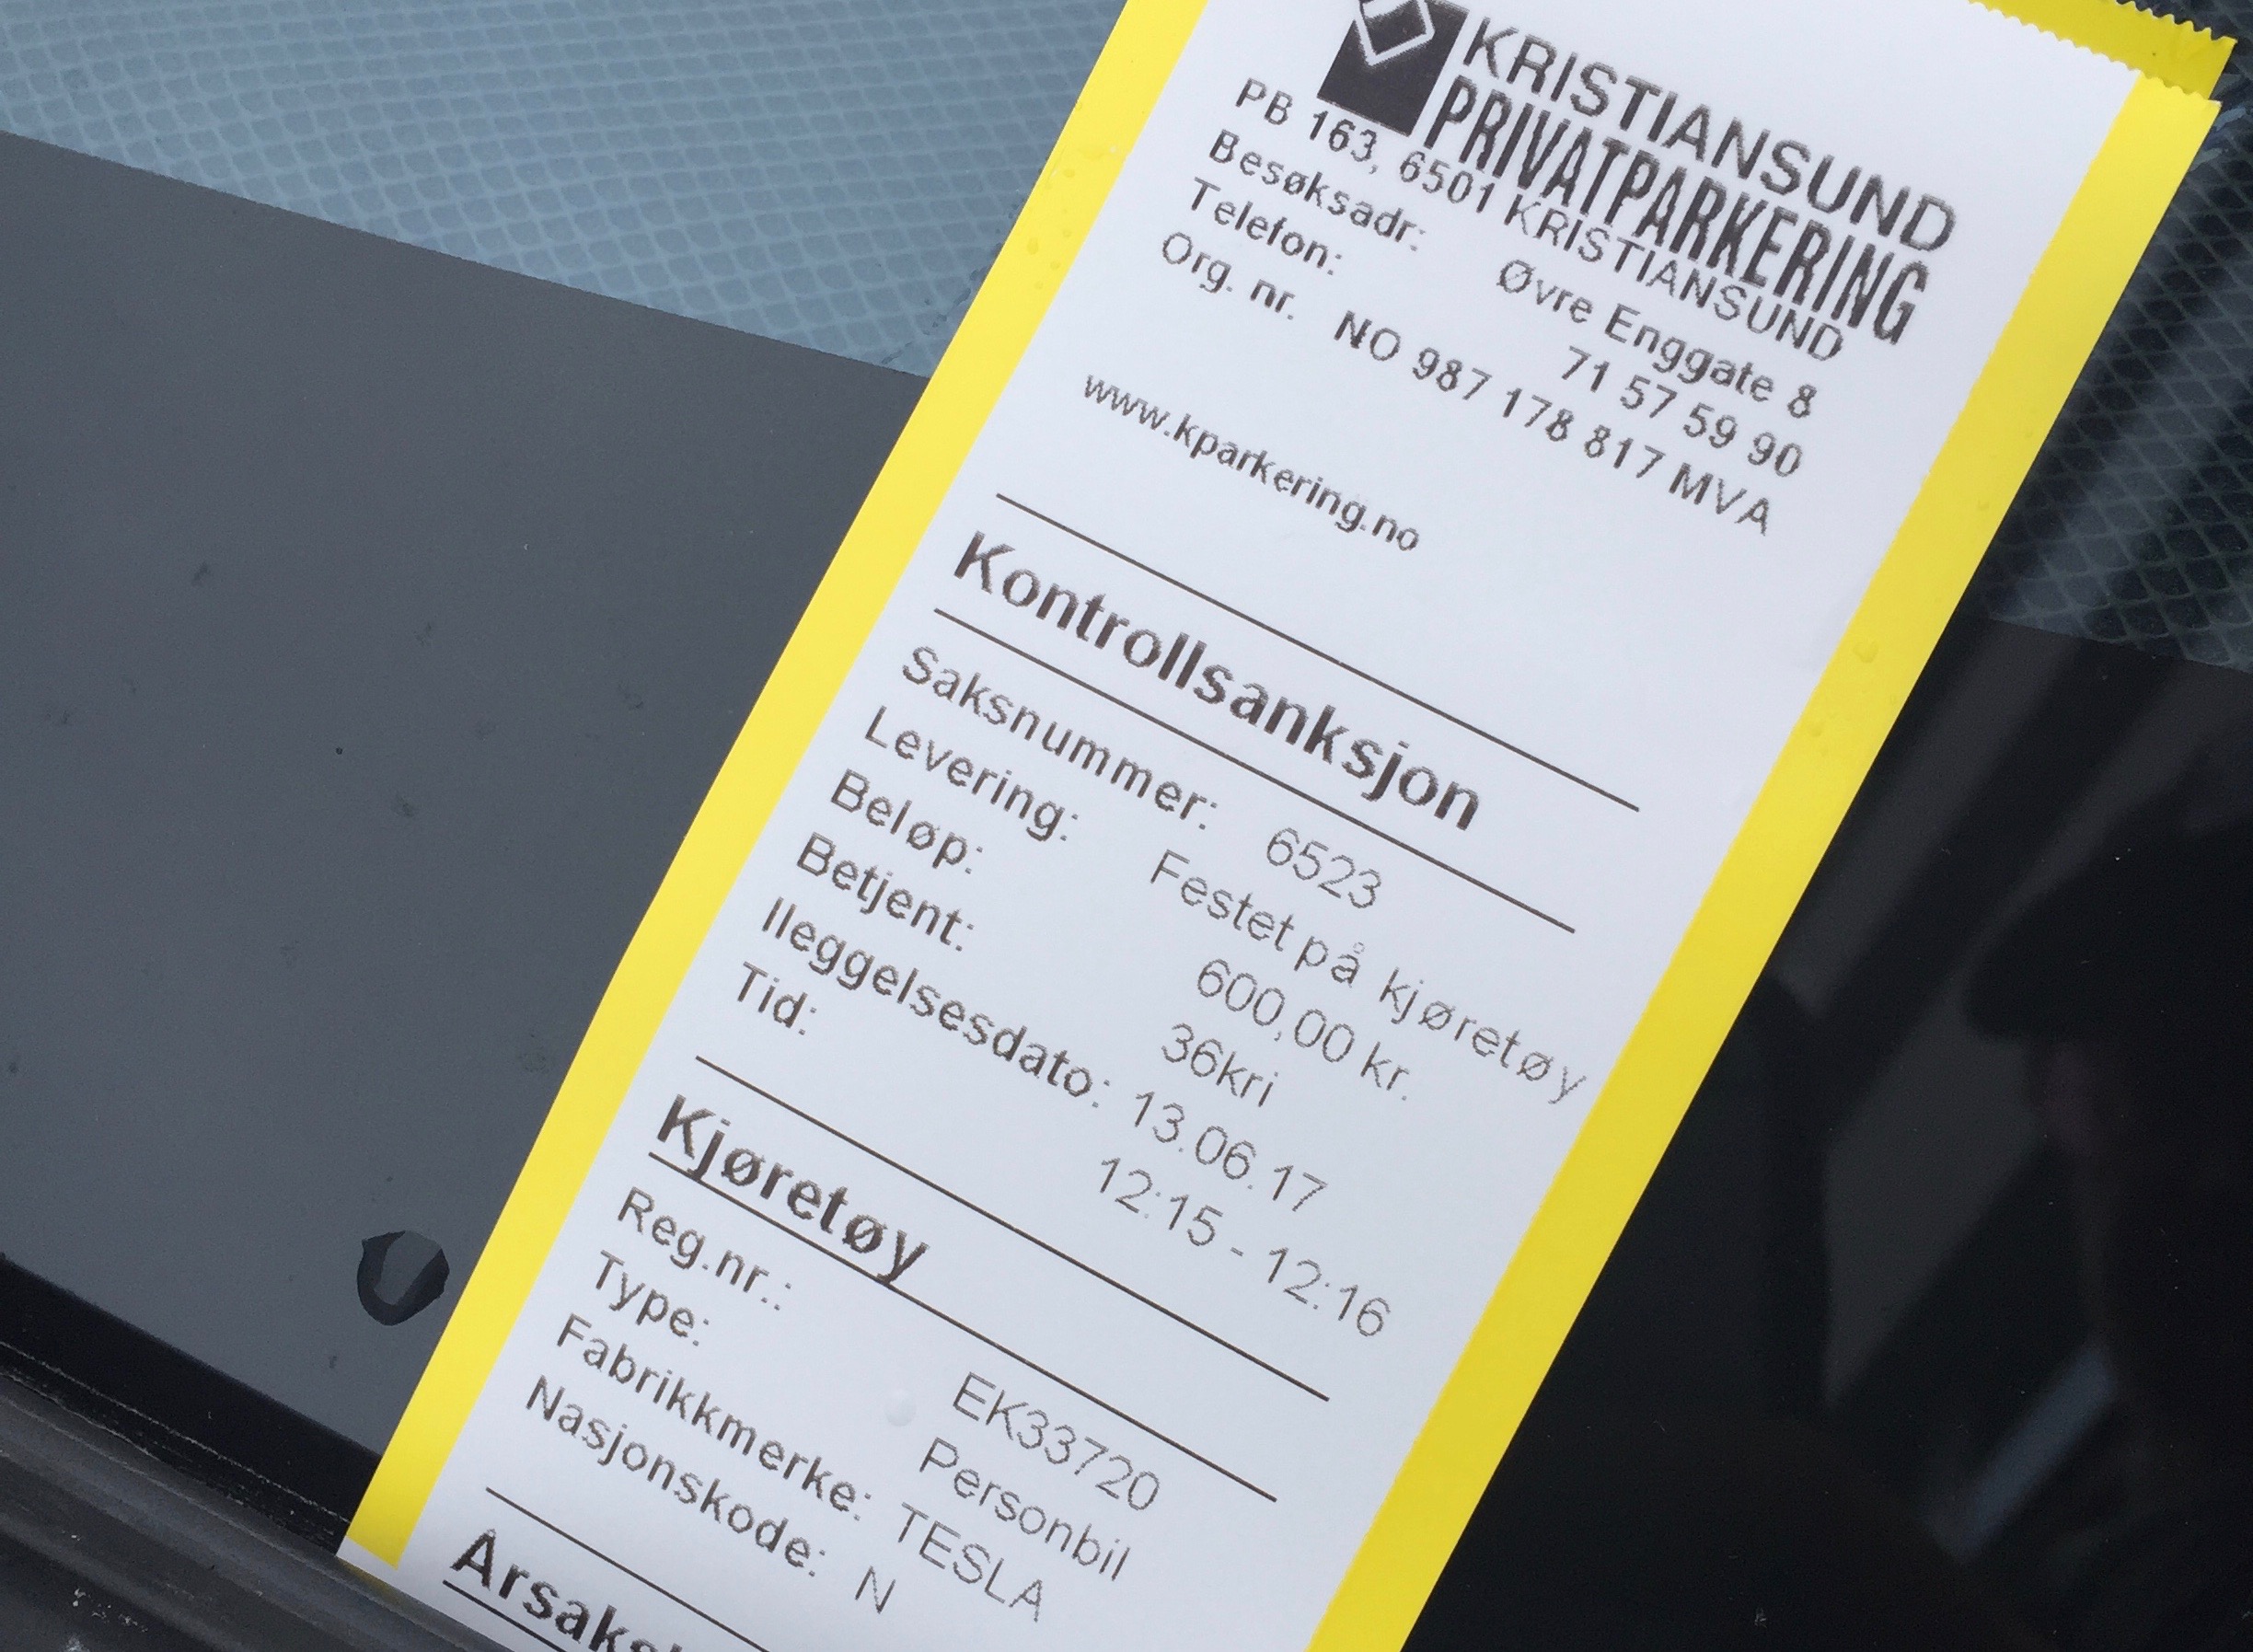 KRISTIANSUND
PRIVATPARKERING
PB 163, 6501 KRISTIANSUND
Besøksadr: Øvre Enggate 8
Telefon: 71 57 59 90
Org. nr. NO 987 178 817 MVA
www.kparkering.no
Kontrollsanksjon
Saksnummer: 6523
Levering: Festet på kjøretøy
Beløp: 600,00 kr.
Betjent: 36kri
Ileggelsesdato: 13.06.17
Tid: 12:15 - 12:16
Kjøretøy
Reg.nr.: EK33720
Type: Personbil
Fabrikkmerke: TESLA
Nasjonskode: N